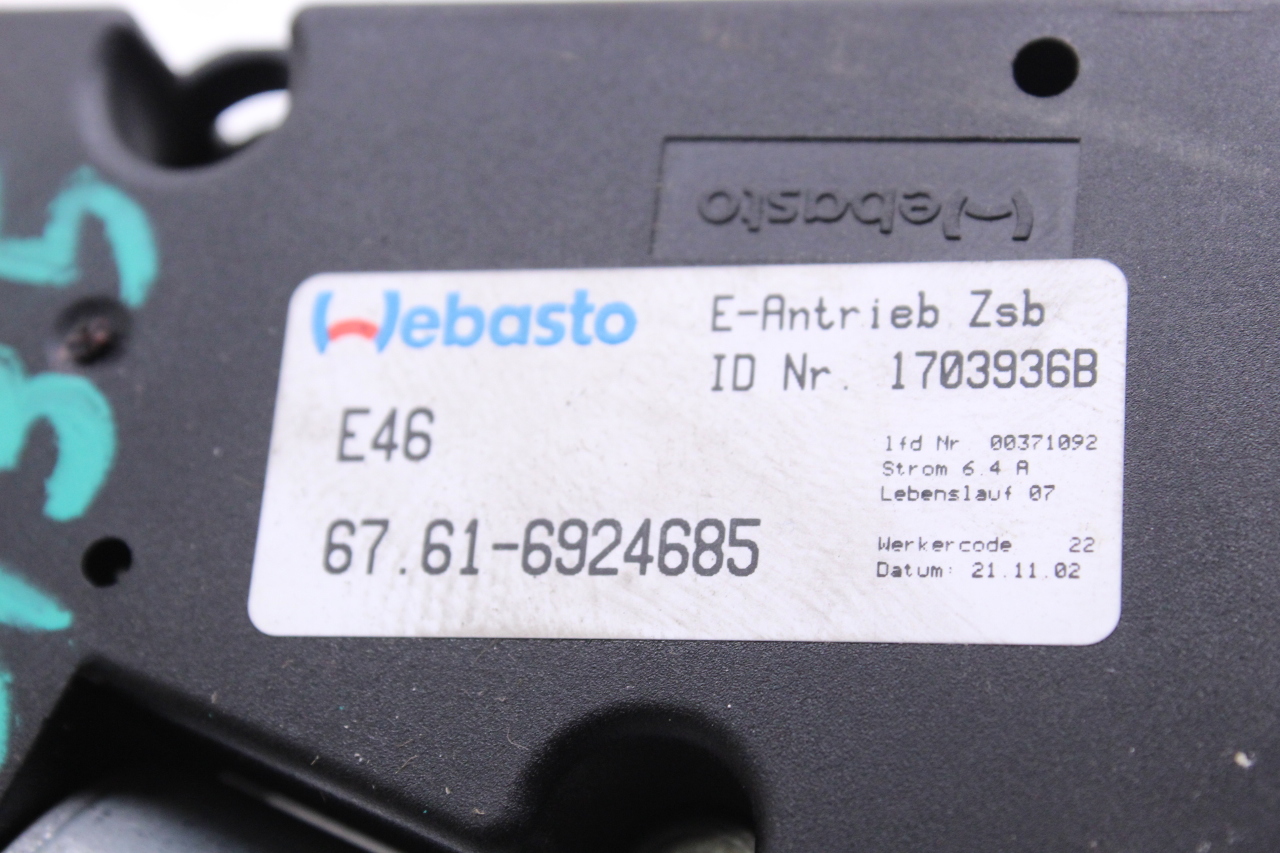 Webasto
Webasto
E-Antrieb Zsb
ID Nr. 1703936B
E46
lfd Nr 00371092
Strom 6.4 A
Lebenslauf 07
67.61-6924685
Werkercode 22
Datum: 21.11.02